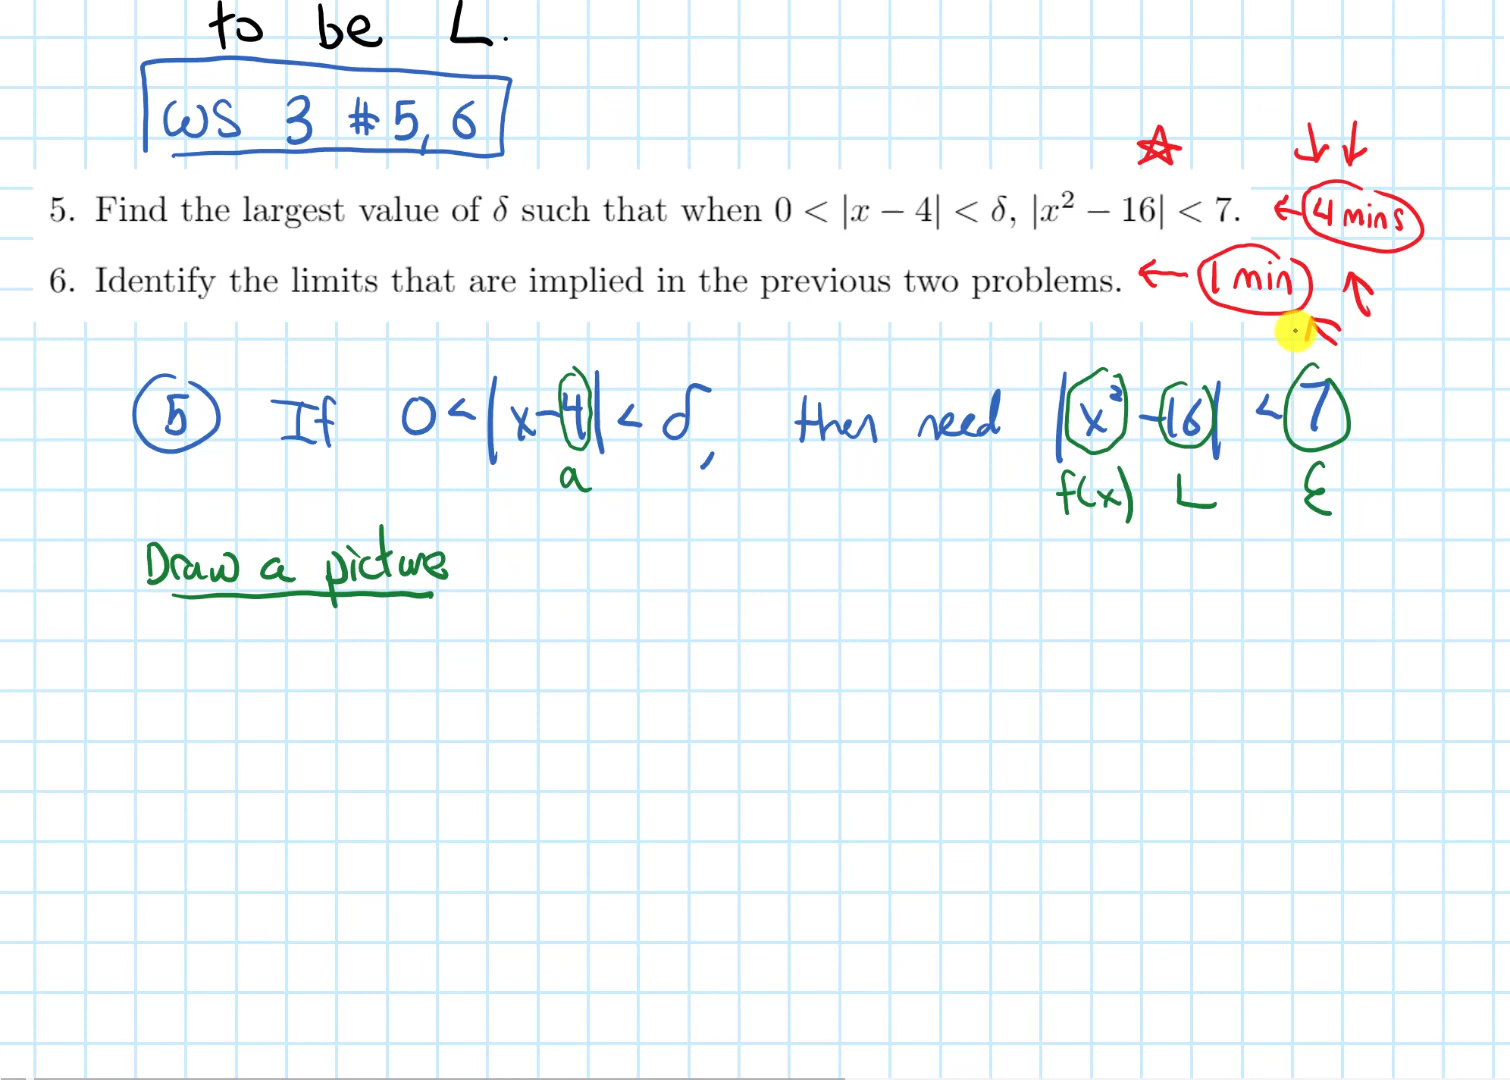 to be L.
WS 3 #5, 6
5. Find the largest value of δ such that when 0 < |x − 4| < δ, |x² − 16| < 7. ← 4 mins
6. Identify the limits that are implied in the previous two problems. ← 1 min
5 If 0 < |x-4| < δ, then need |x² - 16| < 7
a f(x) L ε
Draw a picture